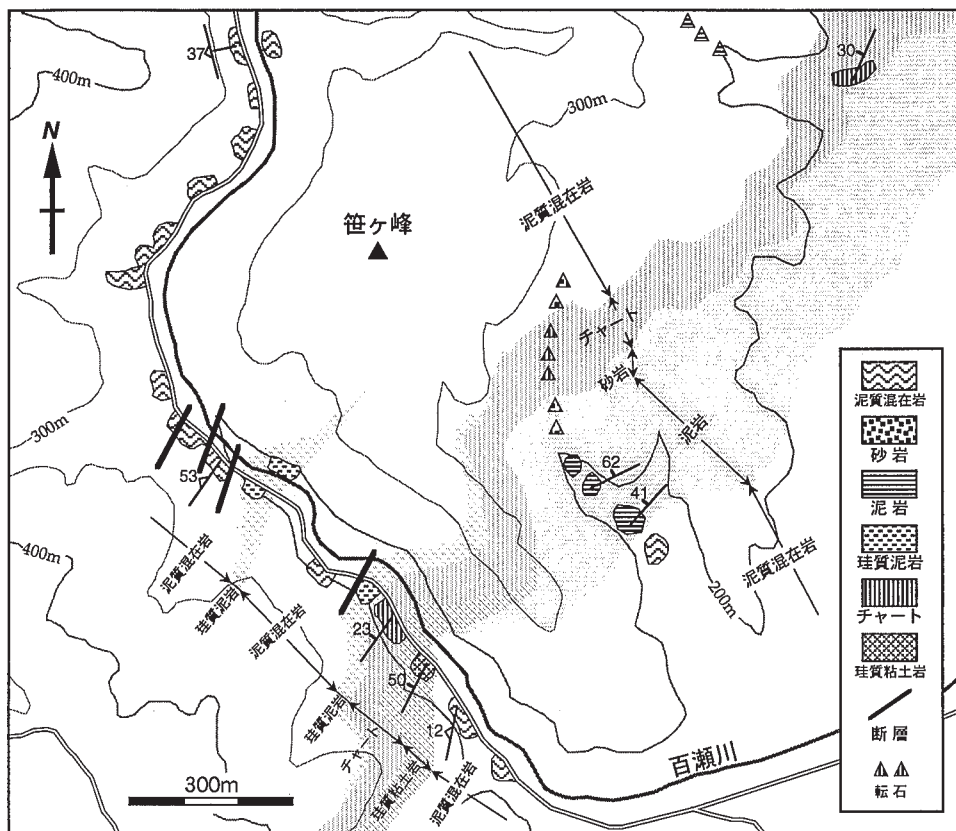 37
400m
N
300m
30
泥質混在岩
笹ヶ峰
チャート
砂岩
泥岩
62
41
泥質混在岩
200m
300m
53
400m
泥質混在岩
珪質泥岩
泥質混在岩
珪質泥岩
チャート
珪質粘土岩
泥質混在岩
23
50
12
百瀬川
300m
泥質混在岩
砂岩
泥岩
珪質泥岩
チャート
珪質粘土岩
断層
転石